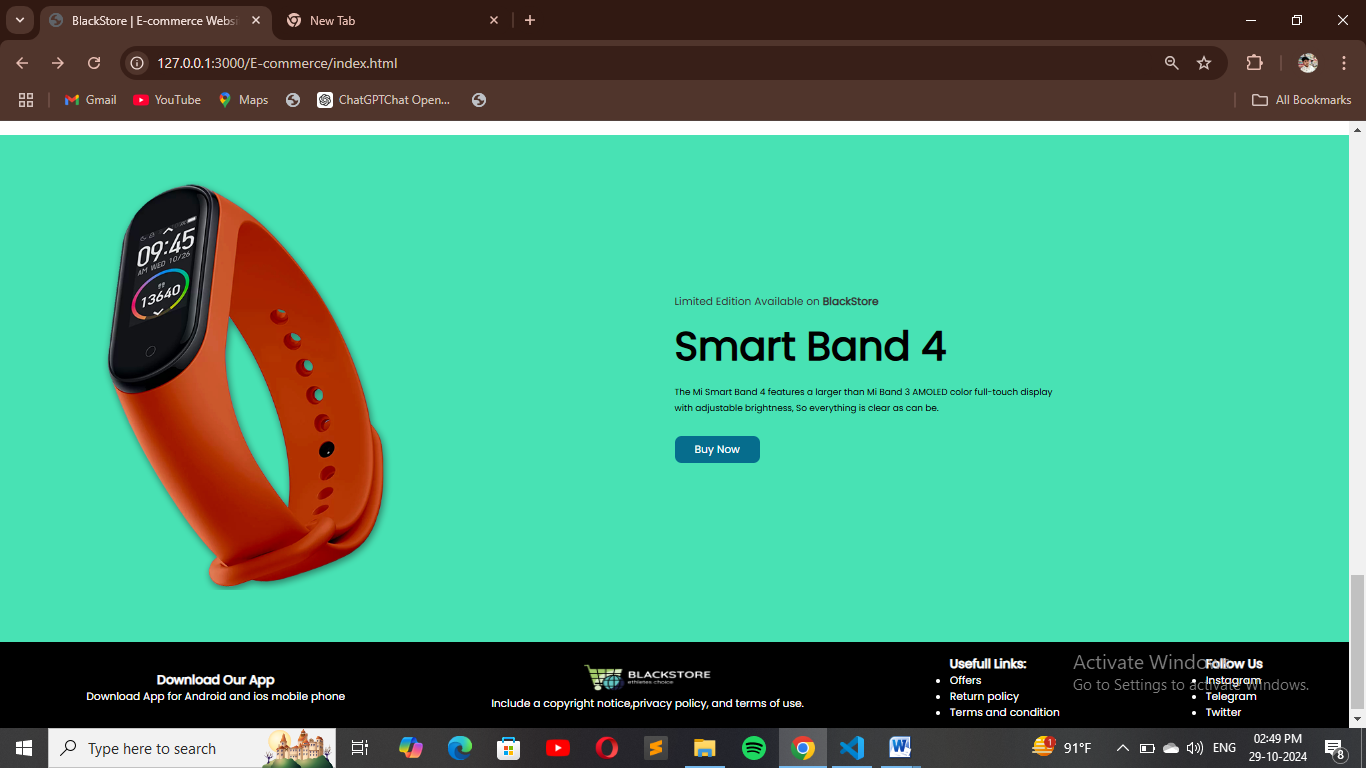 BlackStore | E-commerce Websi
New Tab
127.0.0.1:3000/E-commerce/index.html
Gmail
YouTube
Maps
ChatGPTChat Open...
All Bookmarks
09:45
AM WED 10/26
13640
Limited Edition Available on BlackStore
Smart Band 4
The Mi Smart Band 4 features a larger than Mi Band 3 AMOLED color full-touch display
with adjustable brightness, So everything is clear as can be.
Buy Now
Download Our App
Download App for Android and ios mobile phone
BLACKSTORE
athletes choice
Include a copyright notice,privacy policy, and terms of use.
Usefull Links:
Offers
Return policy
Terms and condition
Follow Us
Instagram
Telegram
Twitter
Activate Windows
Go to Settings to activate Windows.
Type here to search
1
91°F
ENG
02:49 PM
29-10-2024
8